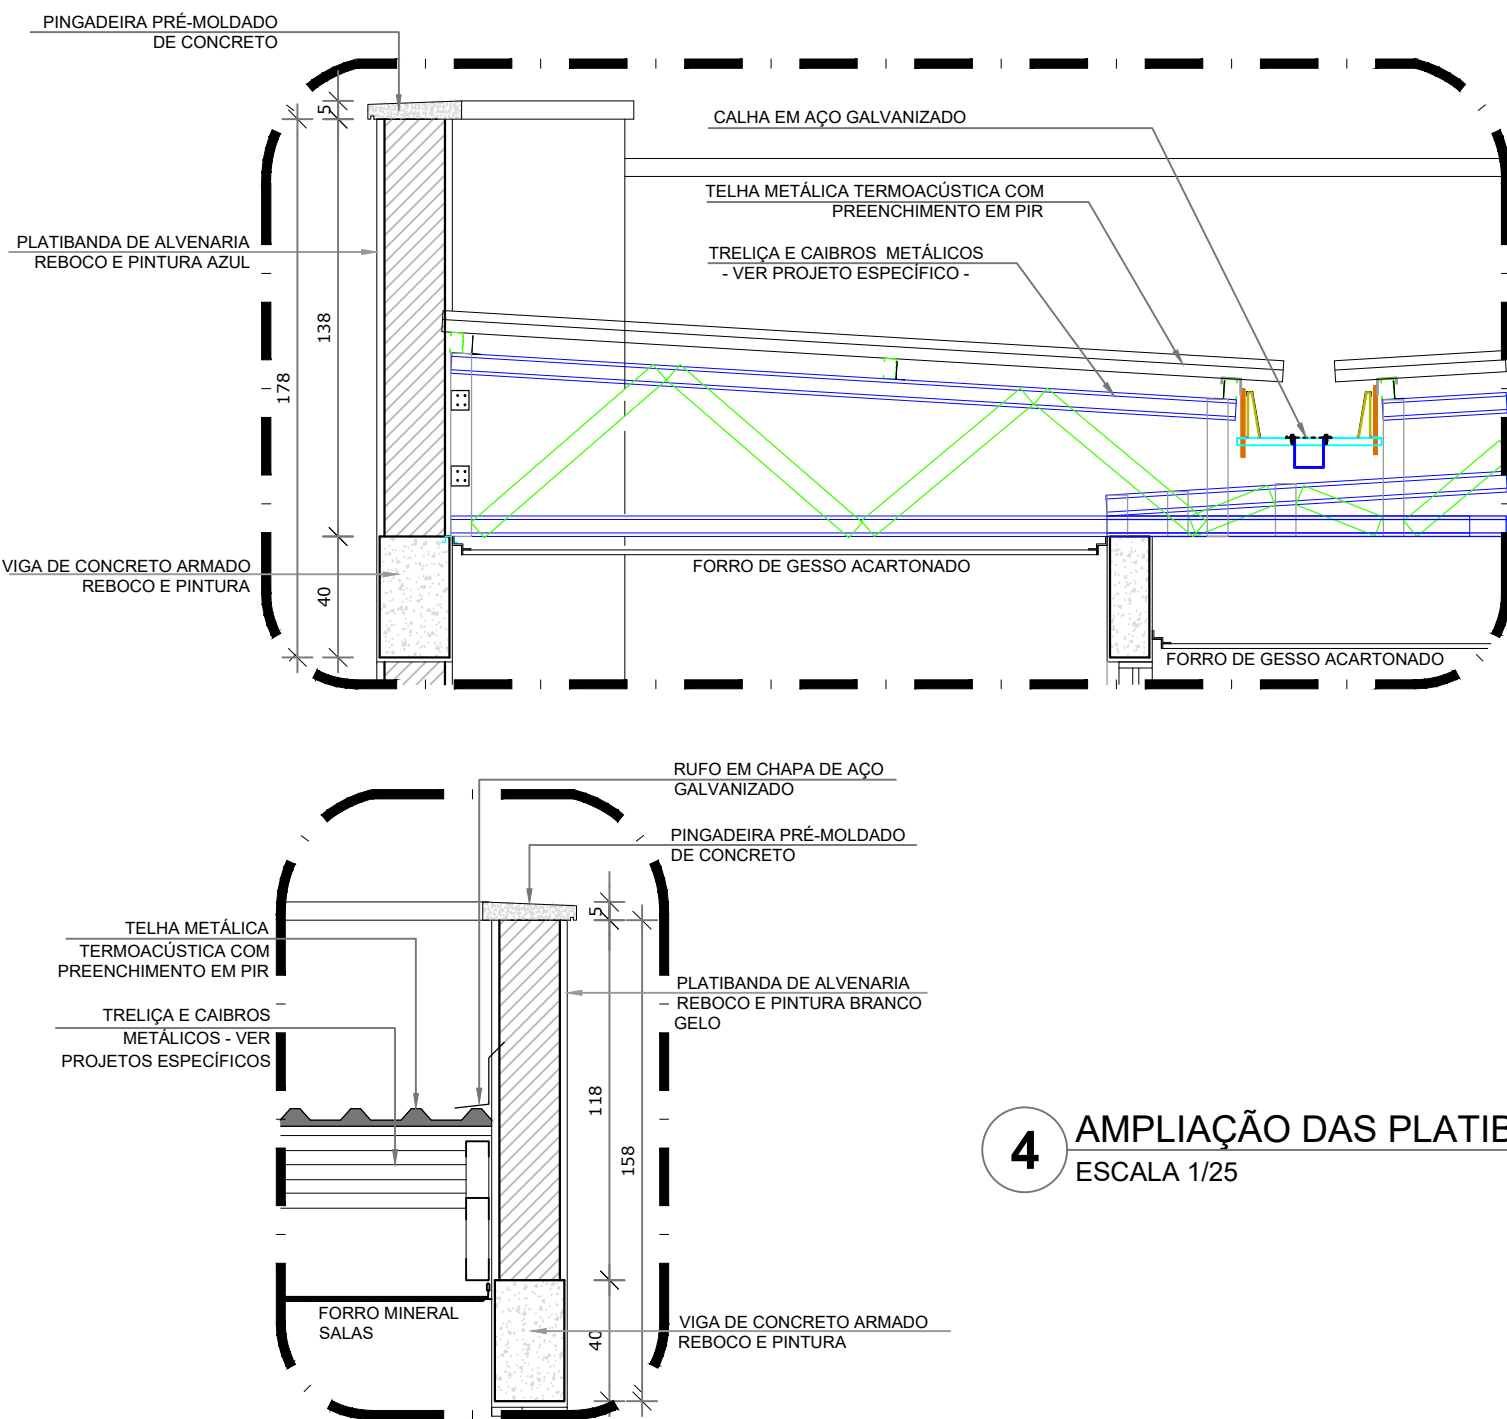 PINGADEIRA PRÉ-MOLDADO
DE CONCRETO
5
CALHA EM AÇO GALVANIZADO
TELHA METÁLICA TERMOACÚSTICA COM
PREENCHIMENTO EM PIR
PLATIBANDA DE ALVENARIA
REBOCO E PINTURA AZUL
TRELIÇA E CAIBROS METÁLICOS
- VER PROJETO ESPECÍFICO -
138
178
VIGA DE CONCRETO ARMADO
REBOCO E PINTURA
40
FORRO DE GESSO ACARTONADO
FORRO DE GESSO ACARTONADO
RUFO EM CHAPA DE AÇO
GALVANIZADO
PINGADEIRA PRÉ-MOLDADO
DE CONCRETO
5
TELHA METÁLICA
TERMOACÚSTICA COM
PREENCHIMENTO EM PIR
PLATIBANDA DE ALVENARIA
REBOCO E PINTURA BRANCO
GELO
TRELIÇA E CAIBROS
METÁLICOS - VER
PROJETOS ESPECÍFICOS
118
158
4
AMPLIAÇÃO DAS PLATIB
ESCALA 1/25
FORRO MINERAL
SALAS
40
VIGA DE CONCRETO ARMADO
REBOCO E PINTURA